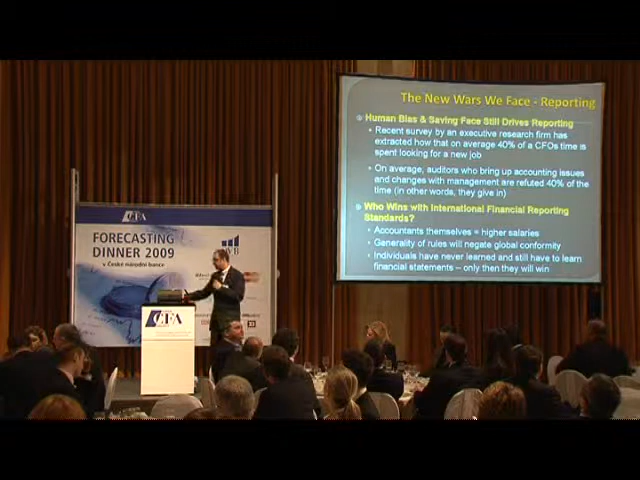 The New Wars We Face - Reporting
Human Bias & Saving Face Still Drives Reporting
Recent survey by an executive research firm has
extracted how that on average 40% of a CFOs time is
spent looking for a new job
On average, auditors who bring up accounting issues
and changes with management are refuted 40% of the
time (in other words, they give in)
Who Wins with International Financial Reporting
Standards?
Accountants themselves = higher salaries
Generality of rules will negate global conformity
Individuals have never learned and still have to learn
financial statements – only then they will win
CFA
FORECASTING
DINNER 2009
v České národní bance
CFA